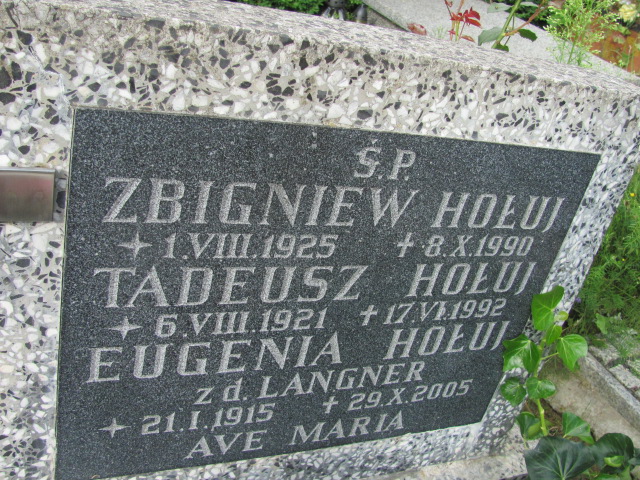 Ś.P.
ZBIGNIEW HOŁUJ
1.VIII.1925 8.X.1990
TADEUSZ HOŁUJ
6.VIII.1921 17.VI.1992
EUGENIA HOŁUJ
z d. LANGNER
21.I.1915 29.X.2005
AVE MARIA